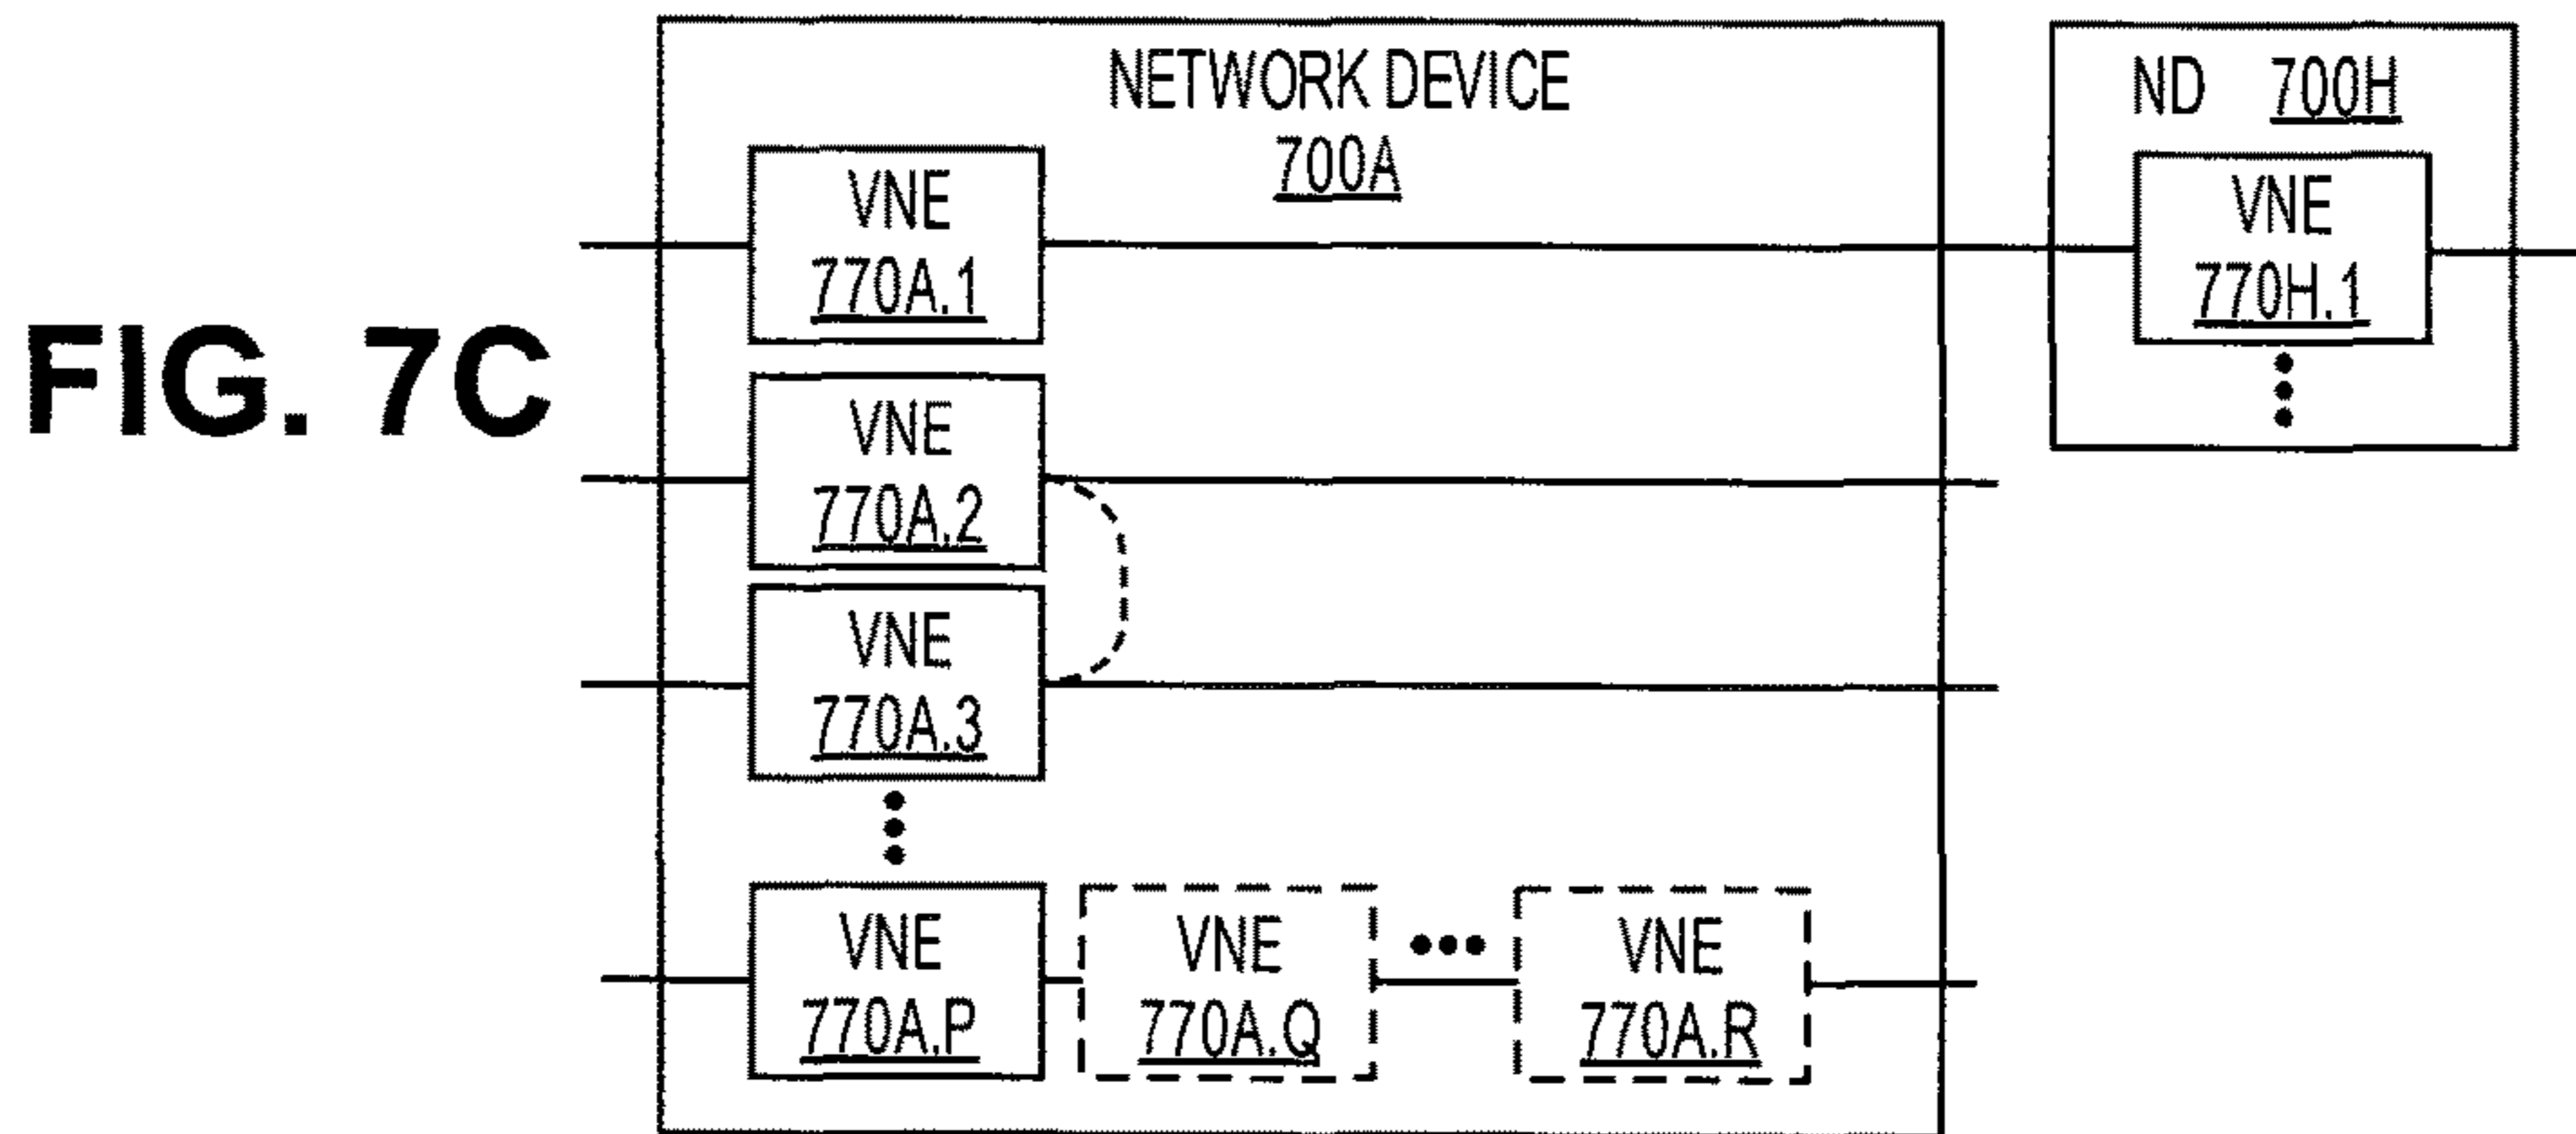 FIG. 7C
NETWORK DEVICE
700A
VNE
770A.1
VNE
770A.2
VNE
770A.3
VNE
770A.P
VNE
770A.Q
VNE
770A.R
ND 700H
VNE
770H.1